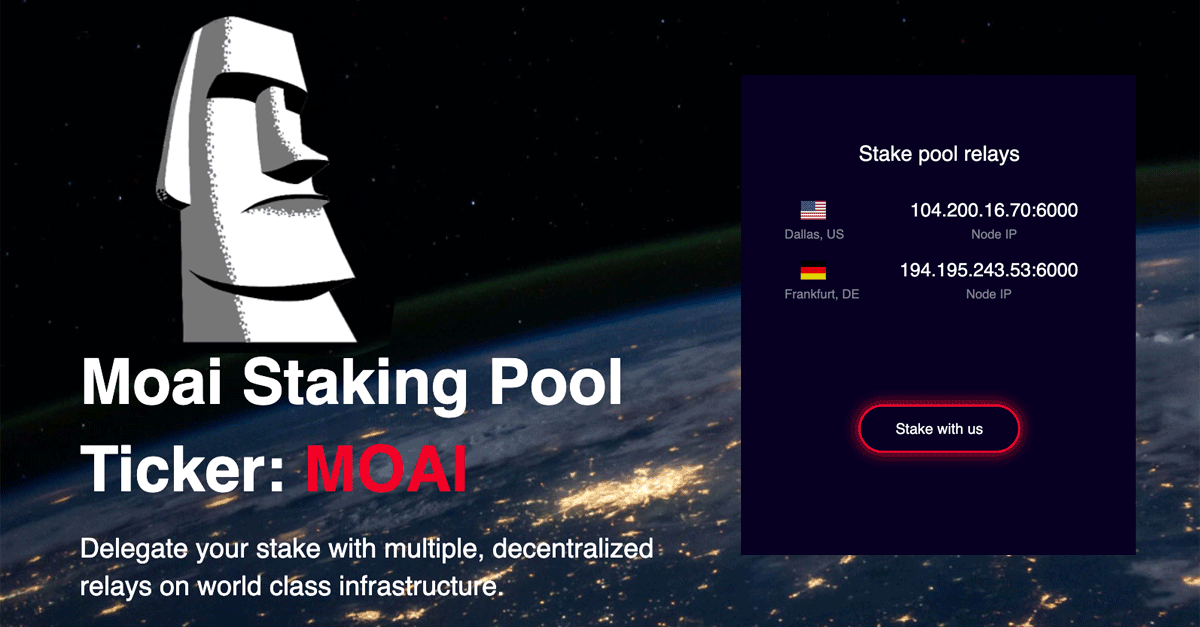 Moai Staking Pool
Ticker: MOAI
Delegate your stake with multiple, decentralized
relays on world class infrastructure.
Stake pool relays
104.200.16.70:6000
Dallas, US
Node IP
194.195.243.53:6000
Frankfurt, DE
Node IP
Stake with us